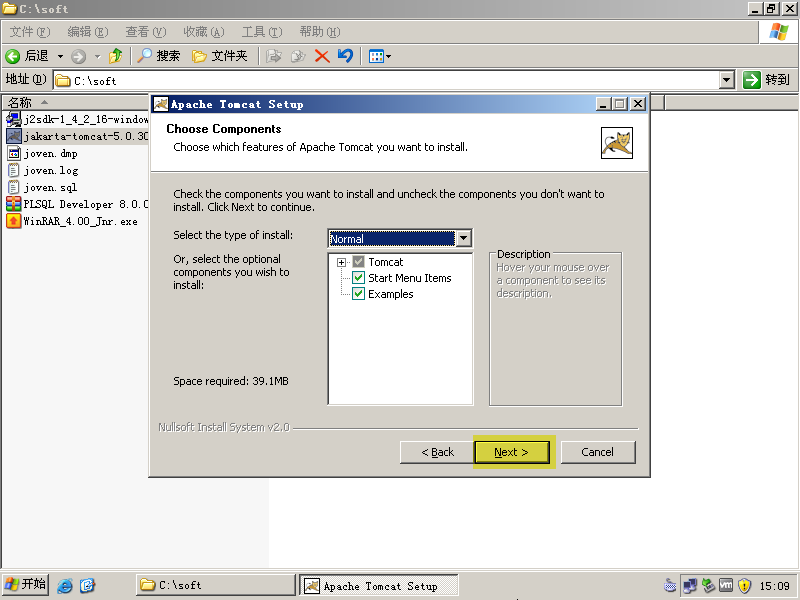 C:\soft
文件(F) 编辑(E) 查看(V) 收藏(A) 工具(T) 帮助(H)
后退 搜索 文件夹
地址(D) C:\soft 转到
名称
j2sdk-1_4_2_16-window
jakarta-tomcat-5.0.30
joven.dmp
joven.log
joven.sql
PLSQL Developer 8.0.0
WinRAR_4.00_Jnr.exe
Apache Tomcat Setup
Choose Components
Choose which features of Apache Tomcat you want to install.
Check the components you want to install and uncheck the components you don't want to
install. Click Next to continue.
Select the type of install:
Normal
Or, select the optional
components you wish to
install:
Tomcat
Start Menu Items
Examples
Description
Hover your mouse over
a component to see its
description.
Space required: 39.1MB
Nullsoft Install System v2.0
< Back Next > Cancel
开始 C:\soft Apache Tomcat Setup 15:09